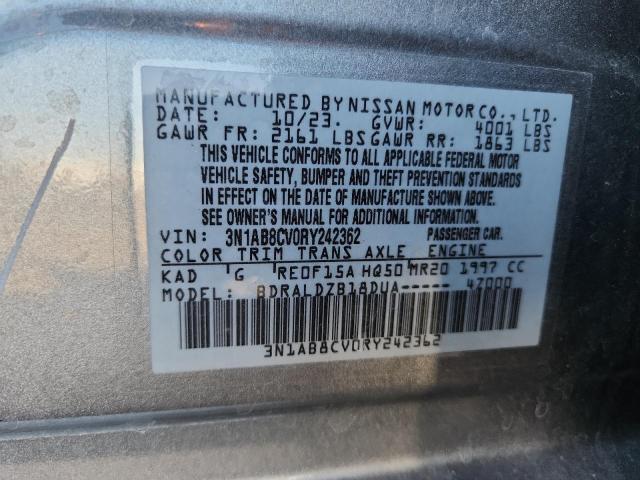 MANUFACTURED BY NISSAN MOTOR CO., LTD.
DATE: 10/23. GVWR: 4001 LBS
GAWR FR: 2161 LBS GAWR RR: 1863 LBS
THIS VEHICLE CONFORMS TO ALL APPLICABLE FEDERAL MOTOR
VEHICLE SAFETY, BUMPER AND THEFT PREVENTION STANDARDS
IN EFFECT ON THE DATE OF MANUFACTURE SHOWN ABOVE.
SEE OWNER'S MANUAL FOR ADDITIONAL INFORMATION.
VIN: 3N1AB8CV0RY242362 PASSENGER CAR.
COLOR TRIM TRANS AXLE ENGINE
KAD G RE0F15A HQ50 MR20 1997 CC
MODEL: BDRALDZB18DUA----- 4Z000
3N1AB8CV0RY242362